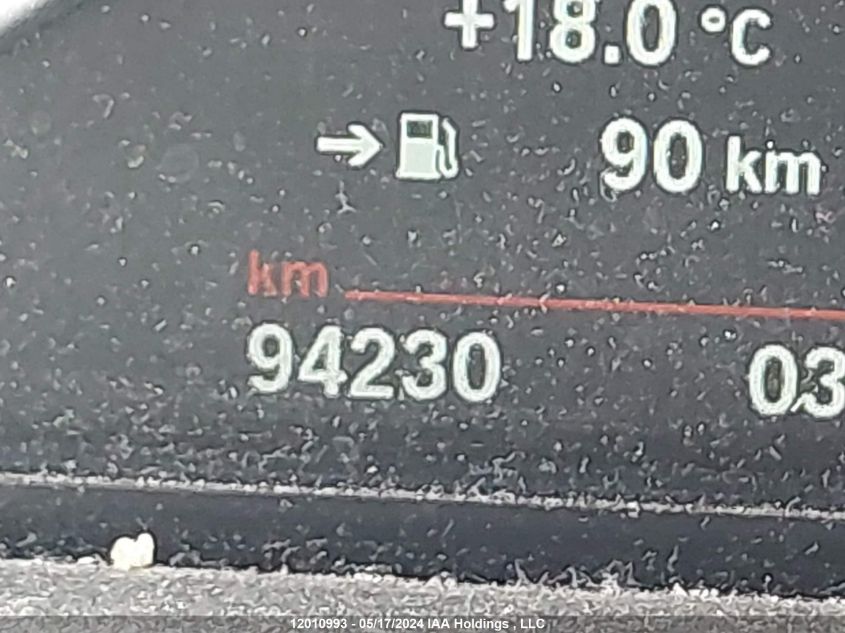 +18.0 °C
90 km
km
94230 03
12010993 - 05/17/2024 IAA Holdings , LLC